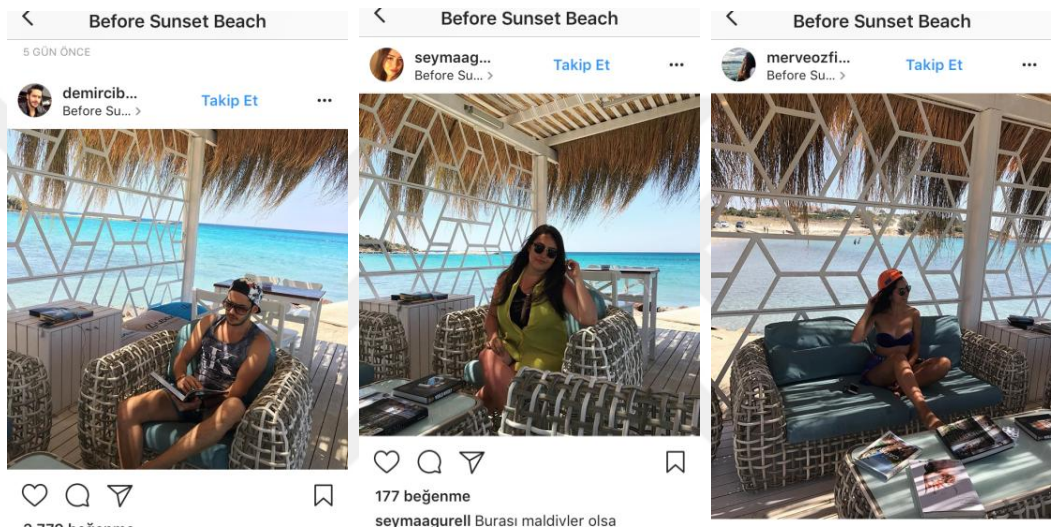 Before Sunset Beach
5 GÜN ÖNCE
demircib...
Before Su... >
Takip Et
Before Sunset Beach
seymaag...
Before Su... >
Takip Et
177 beğenme
seymaagurell Burası maldivler olsa
Before Sunset Beach
merveozfi...
Before Su... >
Takip Et